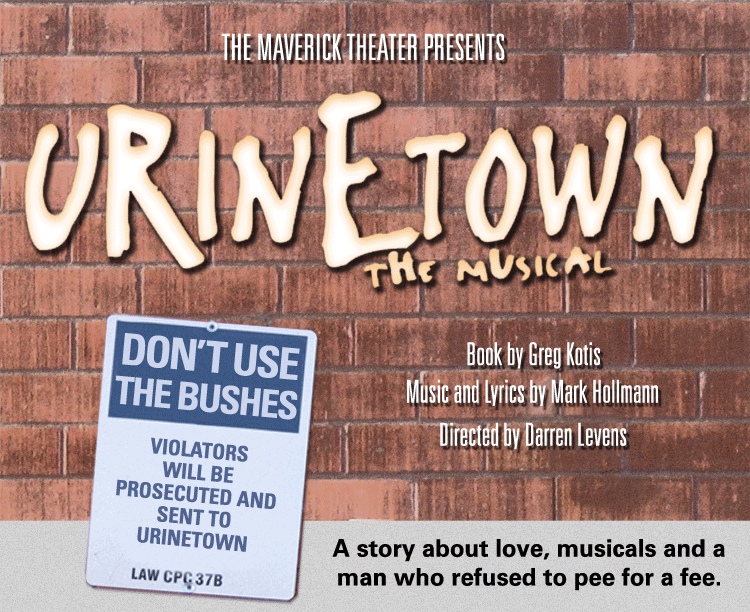 THE MAVERICK THEATER PRESENTS
URINETOWN
THE MUSICAL
Book by Greg Kotis
Music and Lyrics by Mark Hollmann
Directed by Darren Levens
DON'T USE
THE BUSHES
VIOLATORS
WILL BE
PROSECUTED AND
SENT TO
URINETOWN
LAW CPC 37B
A story about love, musicals and a
man who refused to pee for a fee.